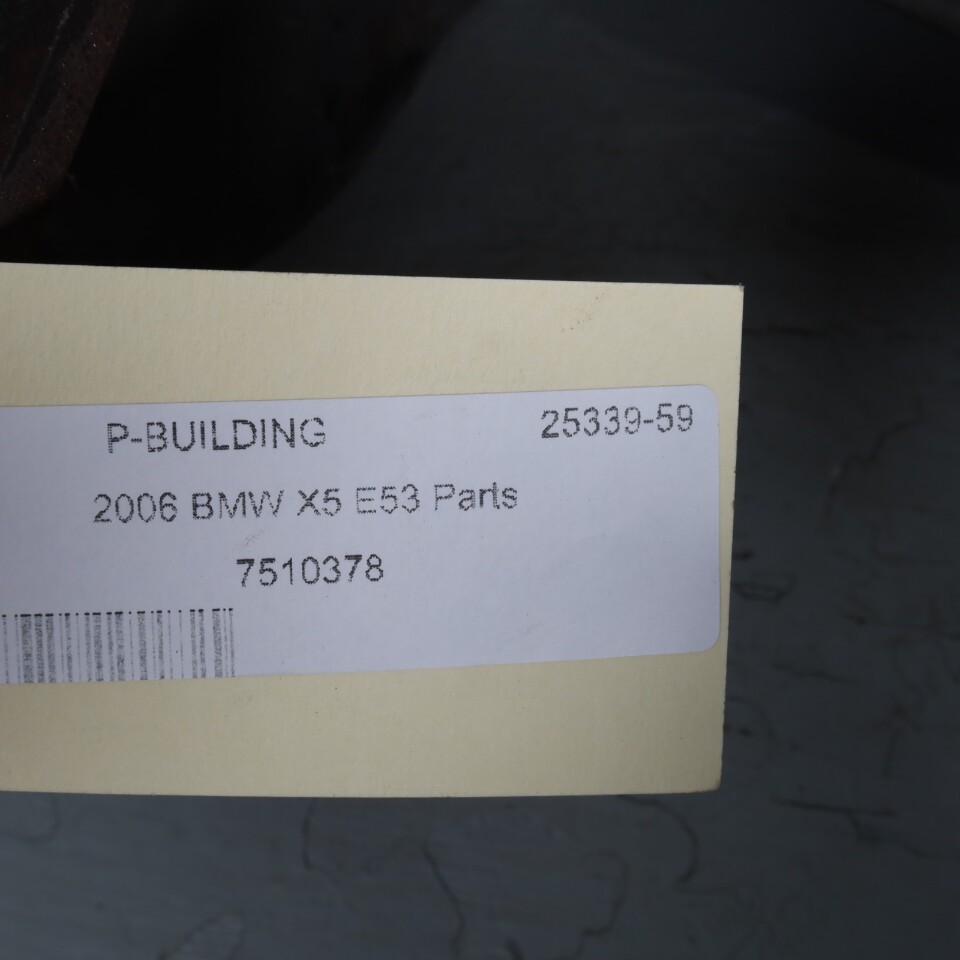 P-BUILDING 25339-59
2006 BMW X5 E53 Parts
7510378